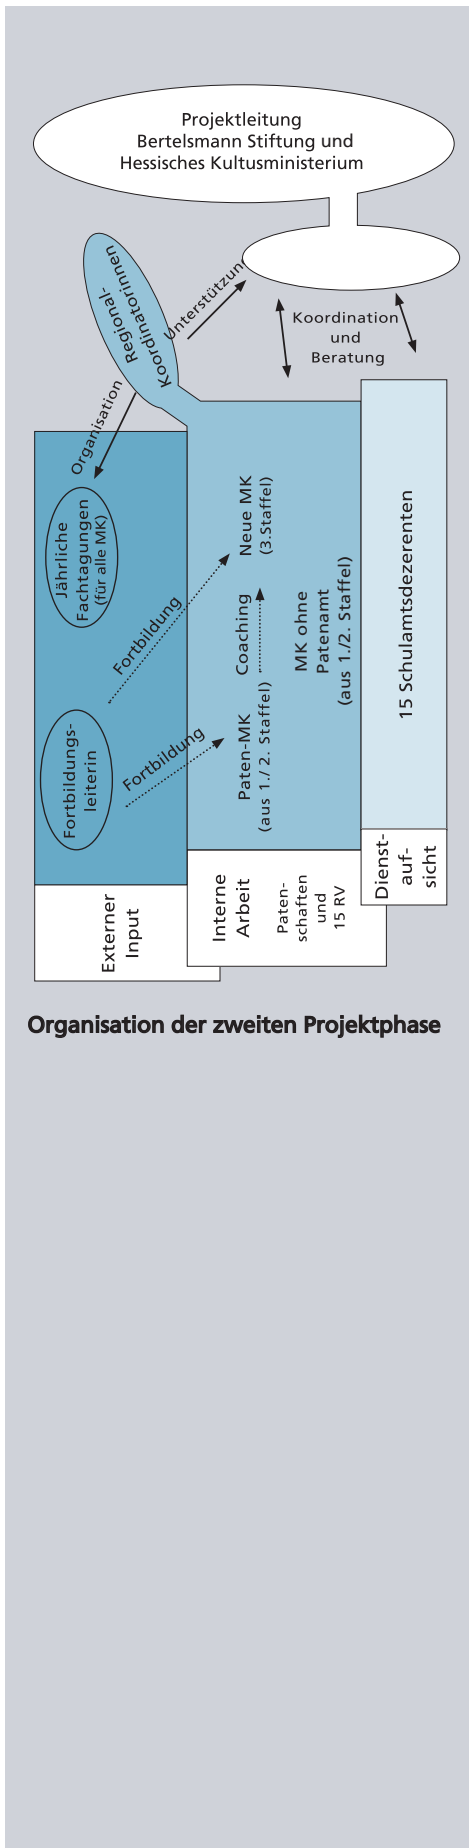 Projektleitung
Bertelsmann Stiftung und
Hessisches Kultusministerium
Regional-
Koordinatorinnen
Unterstützung
Koordination
und
Beratung
Organisation
Jährliche
Fachtagungen
(für alle MK)
Fortbildungs-
leiterin
Fortbildung
Fortbildung
Neue MK
(3.Staffel)
Coaching
Paten-MK
(aus 1./ 2. Staffel)
MK ohne
Patenamt
(aus 1./2. Staffel)
15 Schulamtsdezerenten
Externer
Input
Interne
Arbeit
Paten-
schaften
und
15 RV
Dienst-
auf-
sicht
Organisation der zweiten Projektphase